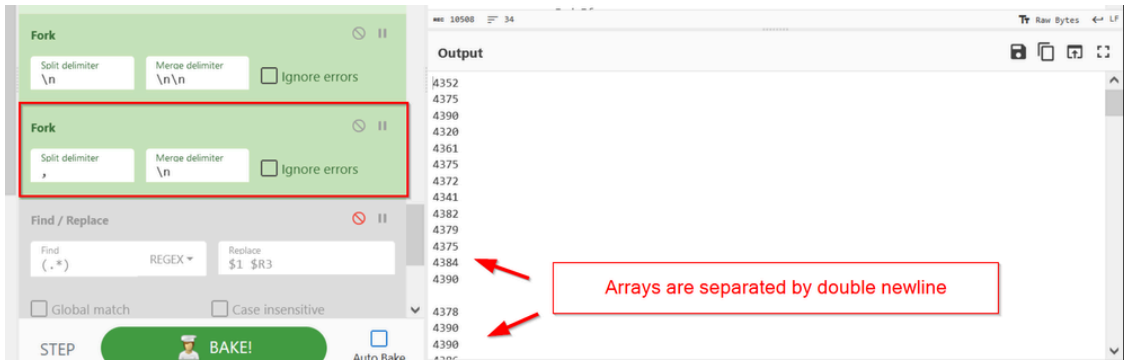 Fork
Split delimiter
\n
Merge delimiter
\n\n
Ignore errors
Fork
Split delimiter
,
Merge delimiter
\n
Ignore errors
Find / Replace
Find
(.*)
REGEX
Replace
$1 $R3
Global match
Case insensitive
STEP
BAKE!
Auto Bake
10508
34
Raw Bytes
LF
Output
4352
4375
4390
4320
4361
4375
4372
4341
4382
4379
4375
4384
4390
4378
4390
4390
Arrays are separated by double newline